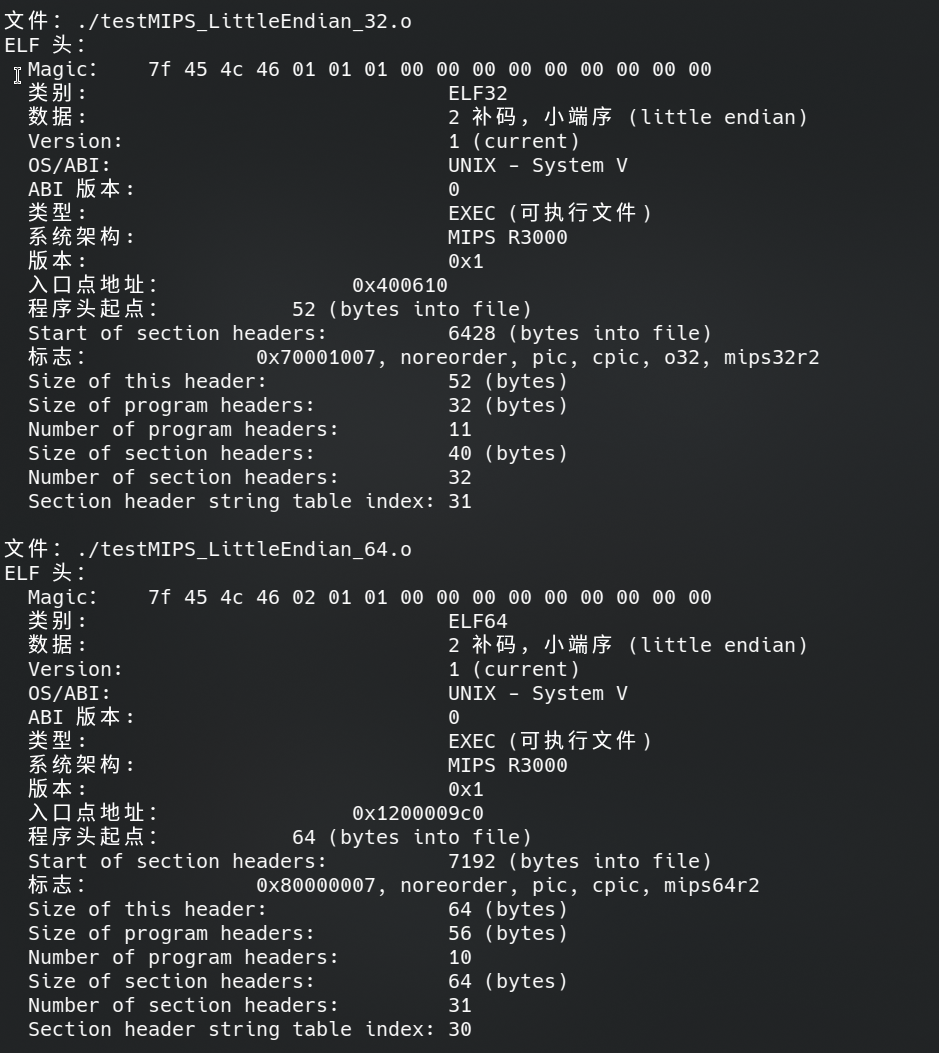 文件：./testMIPS_LittleEndian_32.o
ELF 头：
Magic： 7f 45 4c 46 01 01 01 00 00 00 00 00 00 00 00 00
类别: ELF32
数据: 2 补码，小端序 (little endian)
Version: 1 (current)
OS/ABI: UNIX - System V
ABI 版本: 0
类型: EXEC (可执行文件)
系统架构: MIPS R3000
版本: 0x1
入口点地址： 0x400610
程序头起点： 52 (bytes into file)
Start of section headers: 6428 (bytes into file)
标志： 0x70001007, noreorder, pic, cpic, o32, mips32r2
Size of this header: 52 (bytes)
Size of program headers: 32 (bytes)
Number of program headers: 11
Size of section headers: 40 (bytes)
Number of section headers: 32
Section header string table index: 31
文件：./testMIPS_LittleEndian_64.o
ELF 头：
Magic： 7f 45 4c 46 02 01 01 00 00 00 00 00 00 00 00 00
类别: ELF64
数据: 2 补码，小端序 (little endian)
Version: 1 (current)
OS/ABI: UNIX - System V
ABI 版本: 0
类型: EXEC (可执行文件)
系统架构: MIPS R3000
版本: 0x1
入口点地址： 0x1200009c0
程序头起点： 64 (bytes into file)
Start of section headers: 7192 (bytes into file)
标志： 0x80000007, noreorder, pic, cpic, mips64r2
Size of this header: 64 (bytes)
Size of program headers: 56 (bytes)
Number of program headers: 10
Size of section headers: 64 (bytes)
Number of section headers: 31
Section header string table index: 30